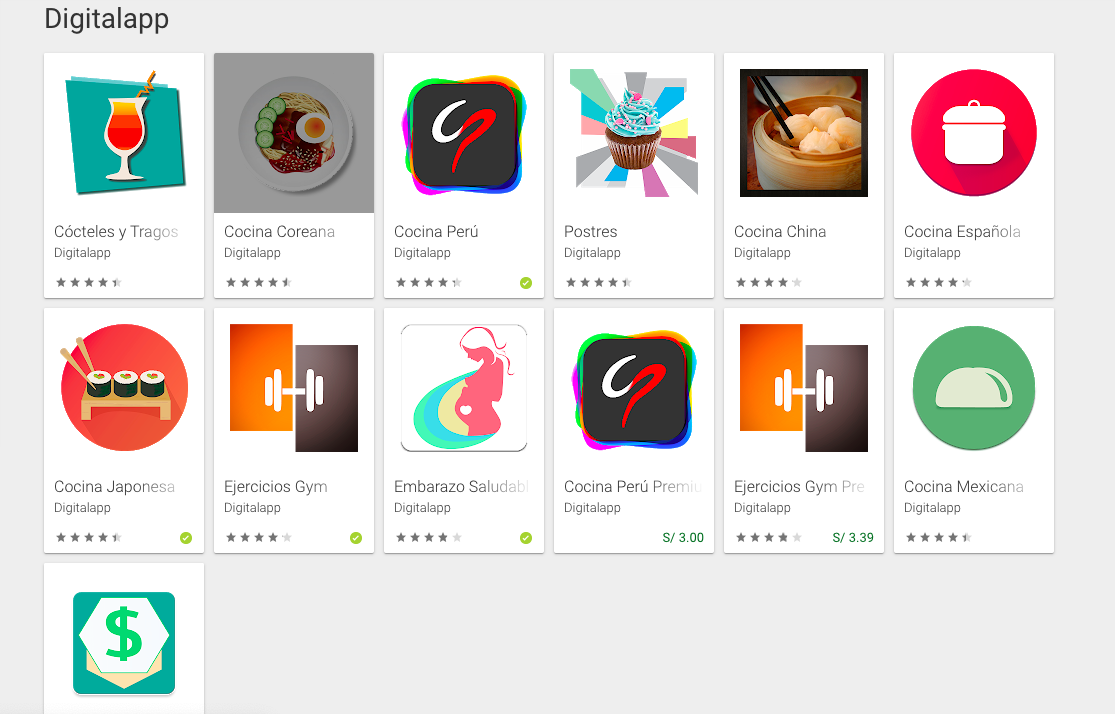 Digitalapp
Cócteles y Tragos
Digitalapp
Cocina Coreana
Digitalapp
Cocina Perú
Digitalapp
Postres
Digitalapp
Cocina China
Digitalapp
Cocina Española
Digitalapp
Cocina Japonesa
Digitalapp
Ejercicios Gym
Digitalapp
Embarazo Saludabl
Digitalapp
Cocina Perú Premiu
Digitalapp
S/ 3.00
Ejercicios Gym Pre
Digitalapp
S/ 3.39
Cocina Mexicana
Digitalapp
$